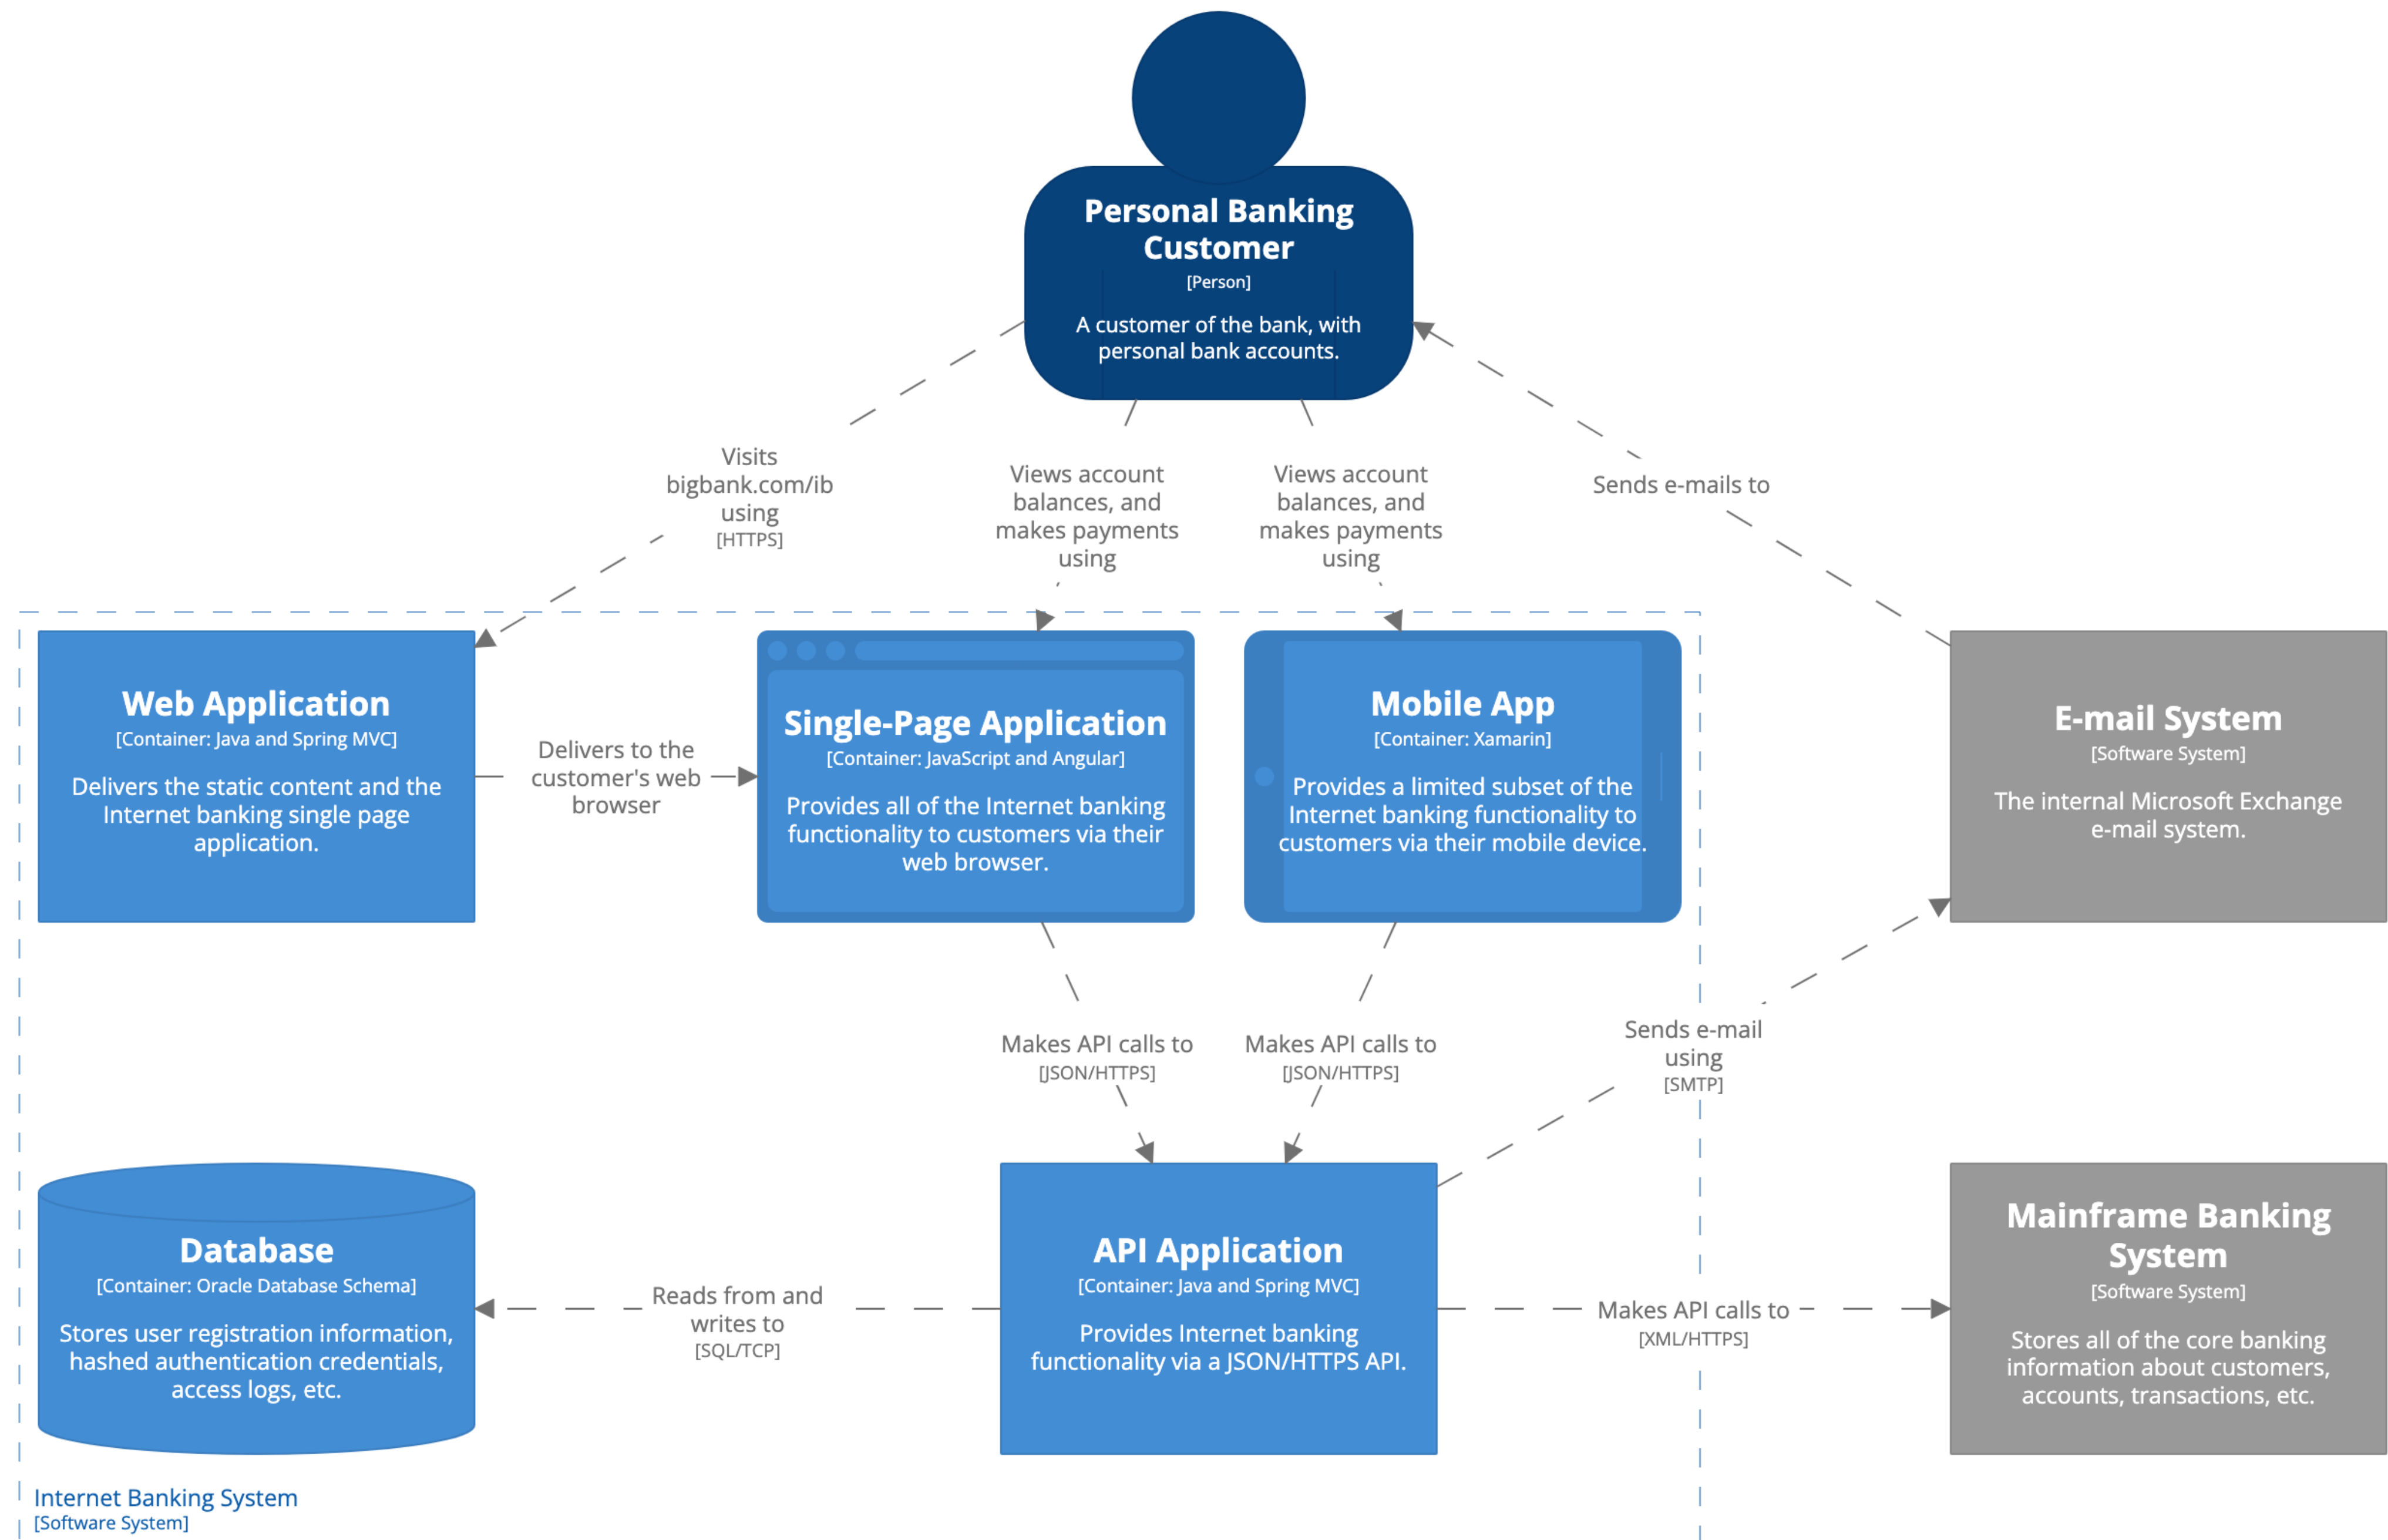 Personal Banking
Customer
[Person]
A customer of the bank, with
personal bank accounts.
Visits
bigbank.com/ib
using
[HTTPS]
Views account
balances, and
makes payments
using
Views account
balances, and
makes payments
using
Sends e-mails to
Web Application
[Container: Java and Spring MVC]
Delivers the static content and the
Internet banking single page
application.
Delivers to the
customer's web
browser
Single-Page Application
[Container: JavaScript and Angular]
Provides all of the Internet banking
functionality to customers via their
web browser.
Mobile App
[Container: Xamarin]
Provides a limited subset of the
Internet banking functionality to
customers via their mobile device.
E-mail System
[Software System]
The internal Microsoft Exchange
e-mail system.
Makes API calls to
[JSON/HTTPS]
Makes API calls to
[JSON/HTTPS]
Sends e-mail
using
[SMTP]
Database
[Container: Oracle Database Schema]
Stores user registration information,
hashed authentication credentials,
access logs, etc.
Reads from and
writes to
[SQL/TCP]
API Application
[Container: Java and Spring MVC]
Provides Internet banking
functionality via a JSON/HTTPS API.
Makes API calls to
[XML/HTTPS]
Mainframe Banking
System
[Software System]
Stores all of the core banking
information about customers,
accounts, transactions, etc.
Internet Banking System
[Software System]